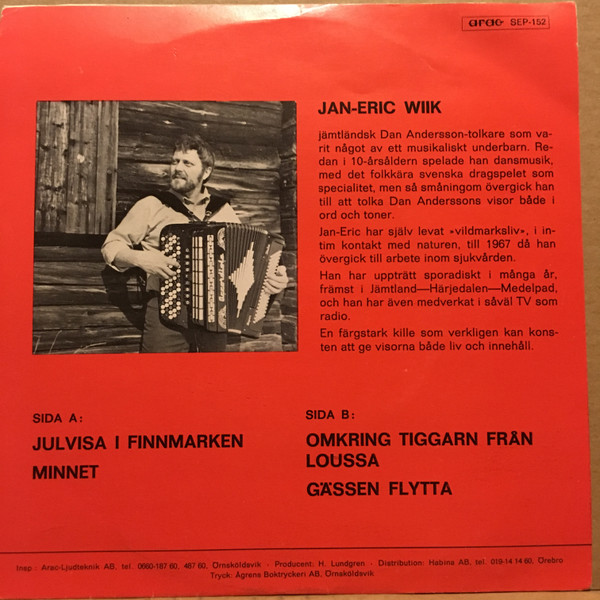 arac SEP-152
JAN-ERIC WIIK
jämtländsk Dan Andersson-tolkare som va-
rit något av ett musikaliskt underbarn. Re-
dan i 10-årsåldern spelade han dansmusik,
med det folkkära svenska dragspelet som
specialitet, men så småningom övergick han
till att tolka Dan Anderssons visor både i
ord och toner.
Jan-Eric har själv levat »vildmarksliv», i in-
tim kontakt med naturen, till 1967 då han
övergick till arbete inom sjukvården.
Han har uppträtt sporadiskt i många år,
främst i Jämtland—Härjedalen—Medelpad,
och han har även medverkat i såväl TV som
radio.
En färgstark kille som verkligen kan kons-
ten att ge visorna både liv och innehåll.
SIDA A:
JULVISA I FINNMARKEN
MINNET
SIDA B:
OMKRING TIGGARN FRÅN
LOUSSA
GÄSSEN FLYTTA
Insp : Arac-Ljudteknik AB, tel. 0660-187 60, 487 60, Örnsköldsvik - Producent: H. Lundgren - Distribution: Habina AB, tel. 019-14 14 60, Örebro
Tryck: Ågrens Boktryckeri AB, Örnsköldsvik